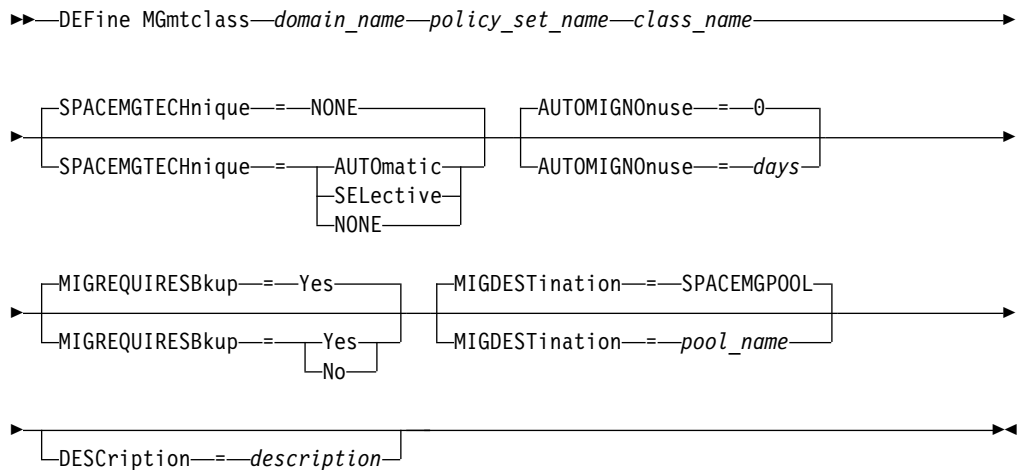 DEFine MGmtclass domain_name policy_set_name class_name
SPACEMGTECHnique = NONE AUTOMIGNOnuse = 0
SPACEMGTECHnique = AUTOmatic AUTOMIGNOnuse = days
SELective
NONE
MIGREQUIRESBkup = Yes MIGDESTination = SPACEMGPOOL
MIGREQUIRESBkup = Yes MIGDESTination = pool_name
No
DESCription = description